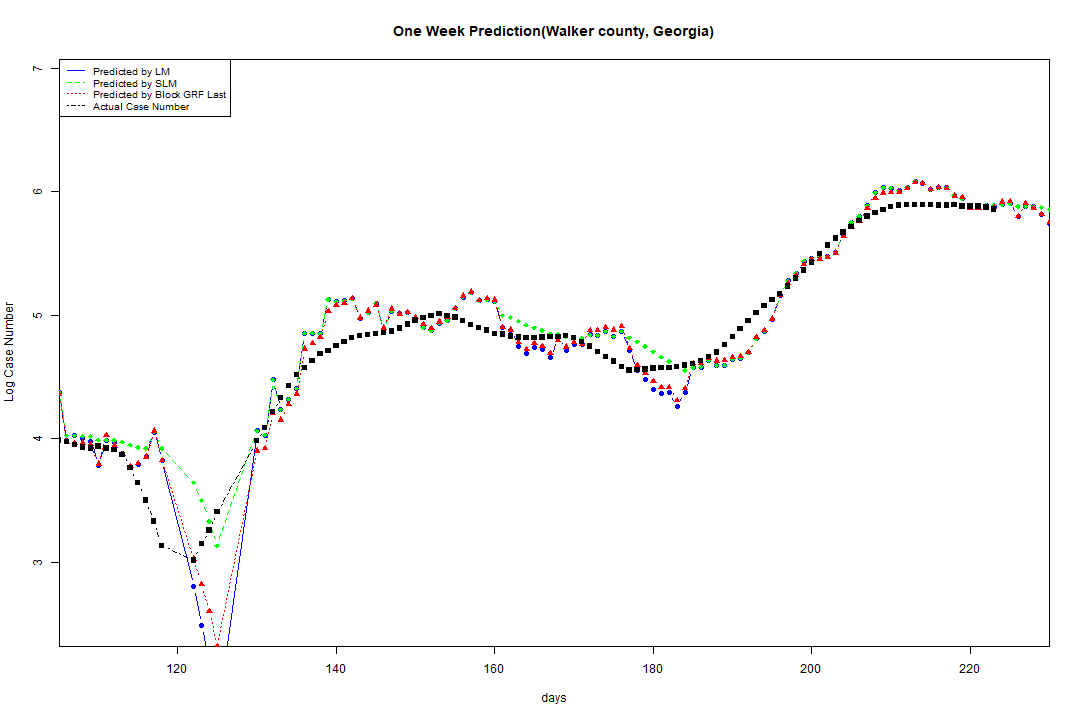 One Week Prediction(Walker county, Georgia)
Predicted by LM
Predicted by SLM
Predicted by Block GRF Last
Actual Case Number
7
6
5
4
3
Log Case Number
120 140 160 180 200 220
days